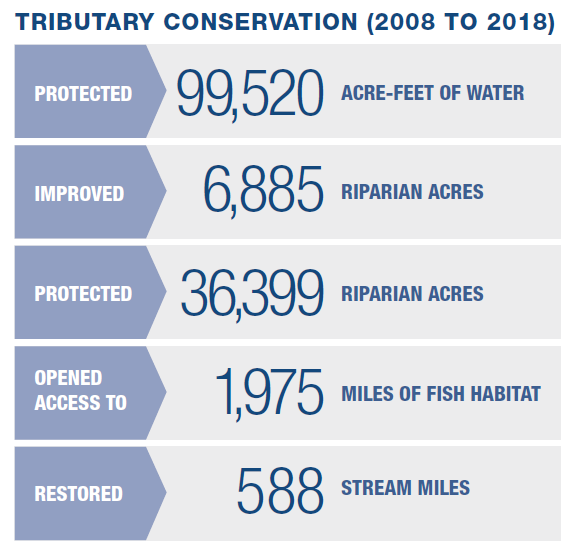 TRIBUTARY CONSERVATION (2008 TO 2018)
PROTECTED 99,520 ACRE-FEET OF WATER
IMPROVED 6,885 RIPARIAN ACRES
PROTECTED 36,399 RIPARIAN ACRES
OPENED
ACCESS TO 1,975 MILES OF FISH HABITAT
RESTORED 588 STREAM MILES